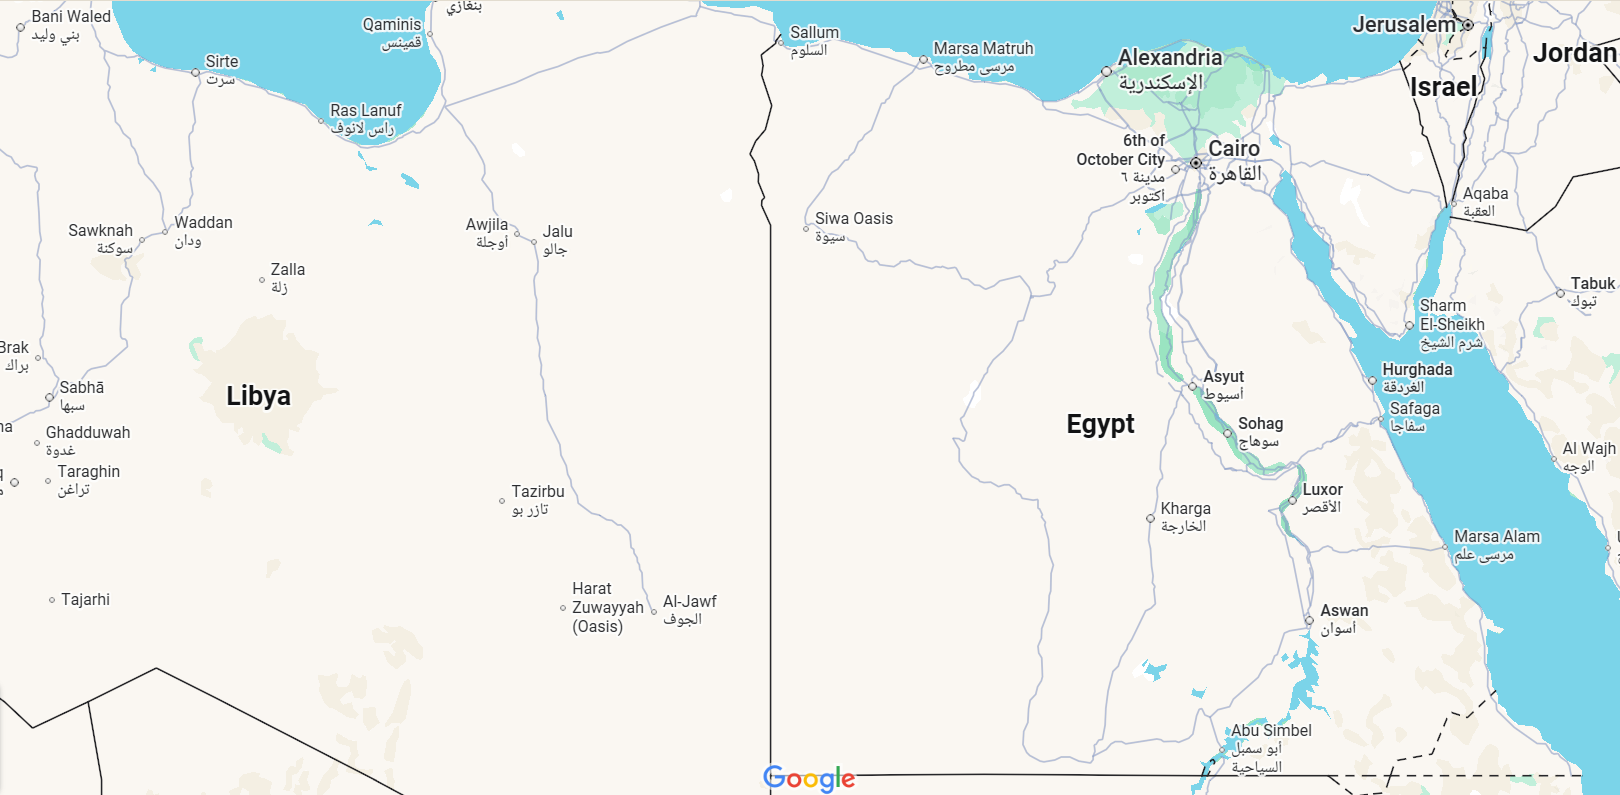 Bani Waled
بني وليد
Qaminis
قمينس
بنغازي
Sirte
سرت
Ras Lanuf
راس لانوف
Sallum
السلوم
Marsa Matruh
مرسى مطروح
Alexandria
الإسكندرية
Jerusalem
Israel
Jordan
6th of
October City
مدينة ٦
أكتوبر
Cairo
القاهرة
Aqaba
العقبة
Sawknah
سوكنة
Waddan
ودان
Awjila
أوجلة
Jalu
جالو
Siwa Oasis
سيوة
Zalla
زلة
Tabuk
تبوك
Sharm
El-Sheikh
شرم الشيخ
Brak
براك
Sabhā
سبها
Libya
Egypt
Asyut
أسيوط
Hurghada
الغردقة
Safaga
سفاجا
Sohag
سوهاج
Ghadduwah
غدوة
Taraghin
تراغن
Al Wajh
الوجه
Tazirbu
تازر بو
Kharga
الخارجة
Luxor
الأقصر
Marsa Alam
مرسى علم
Tajarhi
Harat
Zuwayyah
(Oasis)
Al-Jawf
الجوف
Aswan
أسوان
Abu Simbel
أبو سمبل
السياحية
Google